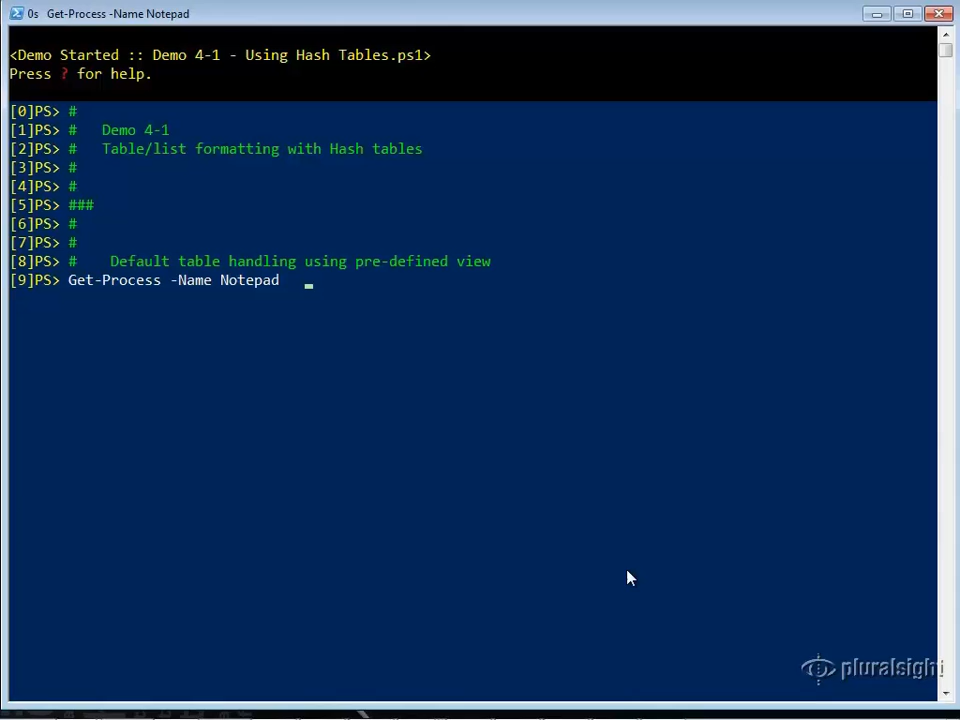 0s Get-Process -Name Notepad
<Demo Started :: Demo 4-1 - Using Hash Tables.ps1>
Press ? for help.
[0]PS> #
[1]PS> #   Demo 4-1
[2]PS> #   Table/list formatting with Hash tables
[3]PS> #
[4]PS> #
[5]PS> ###
[6]PS> #
[7]PS> #
[8]PS> #    Default table handling using pre-defined view
[9]PS> Get-Process -Name Notepad
pluralsight